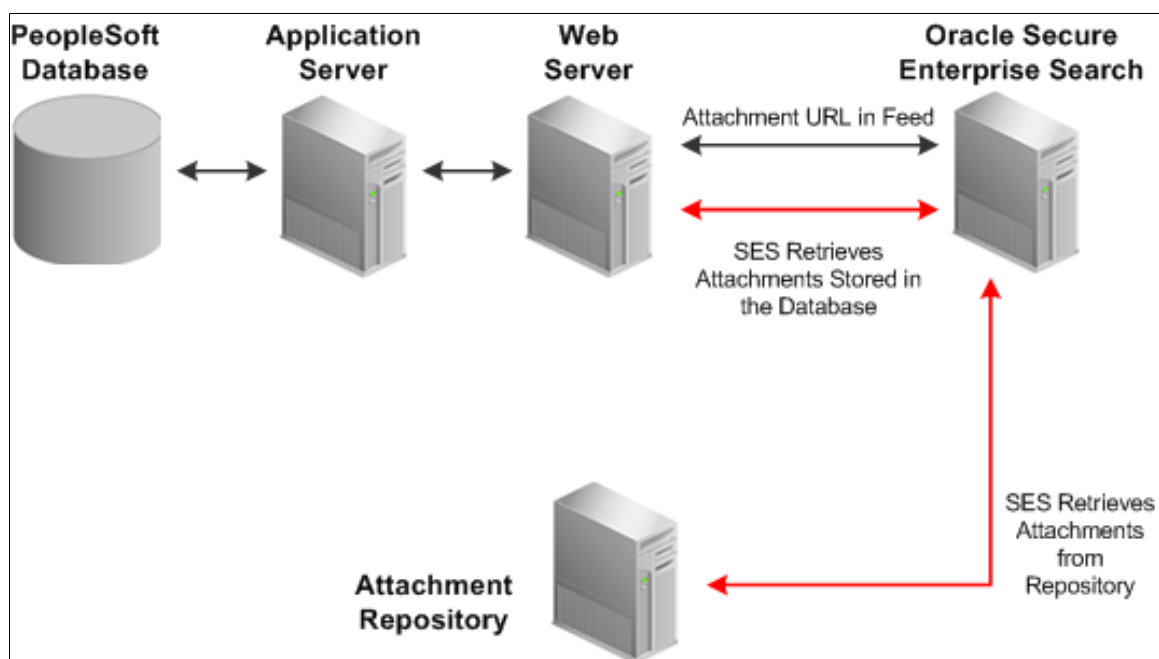 PeopleSoft
Database
Application
Server
Web
Server
Oracle Secure
Enterprise Search
Attachment URL in Feed
SES Retrieves
Attachments Stored in
the Database
SES Retrieves
Attachments
from
Repository
Attachment
Repository